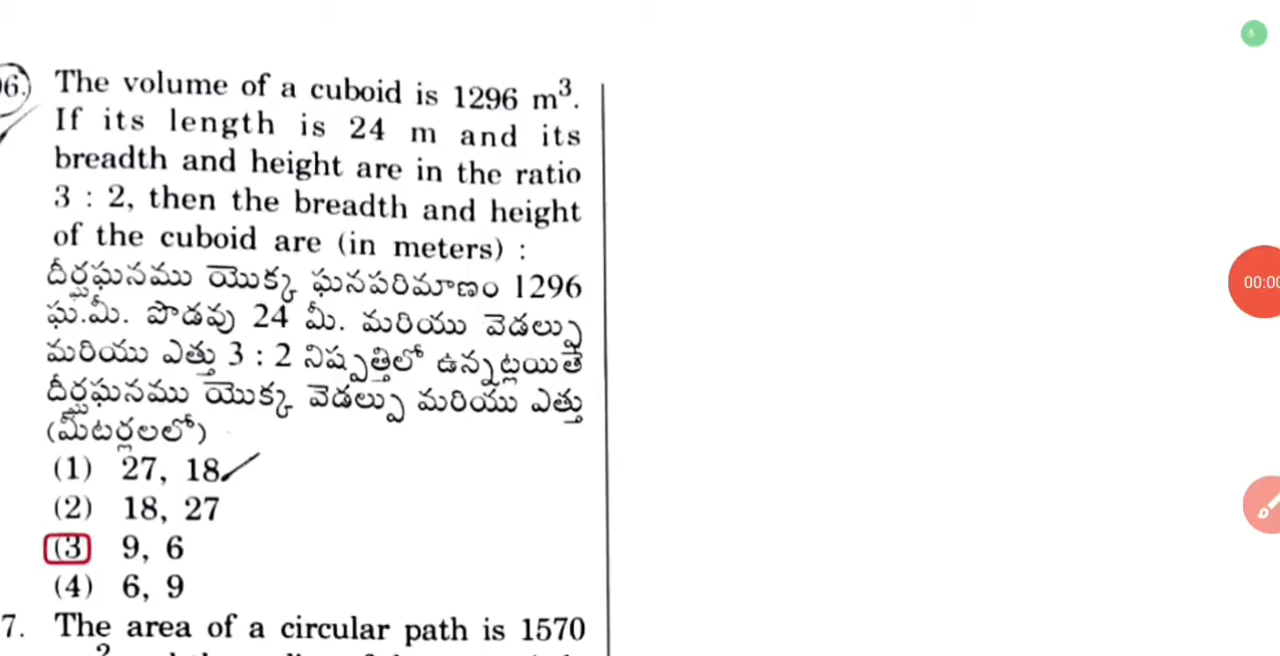 06.) The volume of a cuboid is 1296 m³.
If its length is 24 m and its
breadth and height are in the ratio
3 : 2, then the breadth and height
of the cuboid are (in meters) :
దీర్ఘఘనము యొక్క ఘనపరిమాణం 1296
ఘ.మీ. పొడవు 24 మీ. మరియు వెడల్పు
మరియు ఎత్తు 3 : 2 నిష్పత్తిలో ఉన్నట్లయితే
దీర్ఘఘనము యొక్క వెడల్పు మరియు ఎత్తు
(మీటర్లలలో)
(1) 27, 18
(2) 18, 27
(3) 9, 6
(4) 6, 9
7. The area of a circular path is 1570
00:00